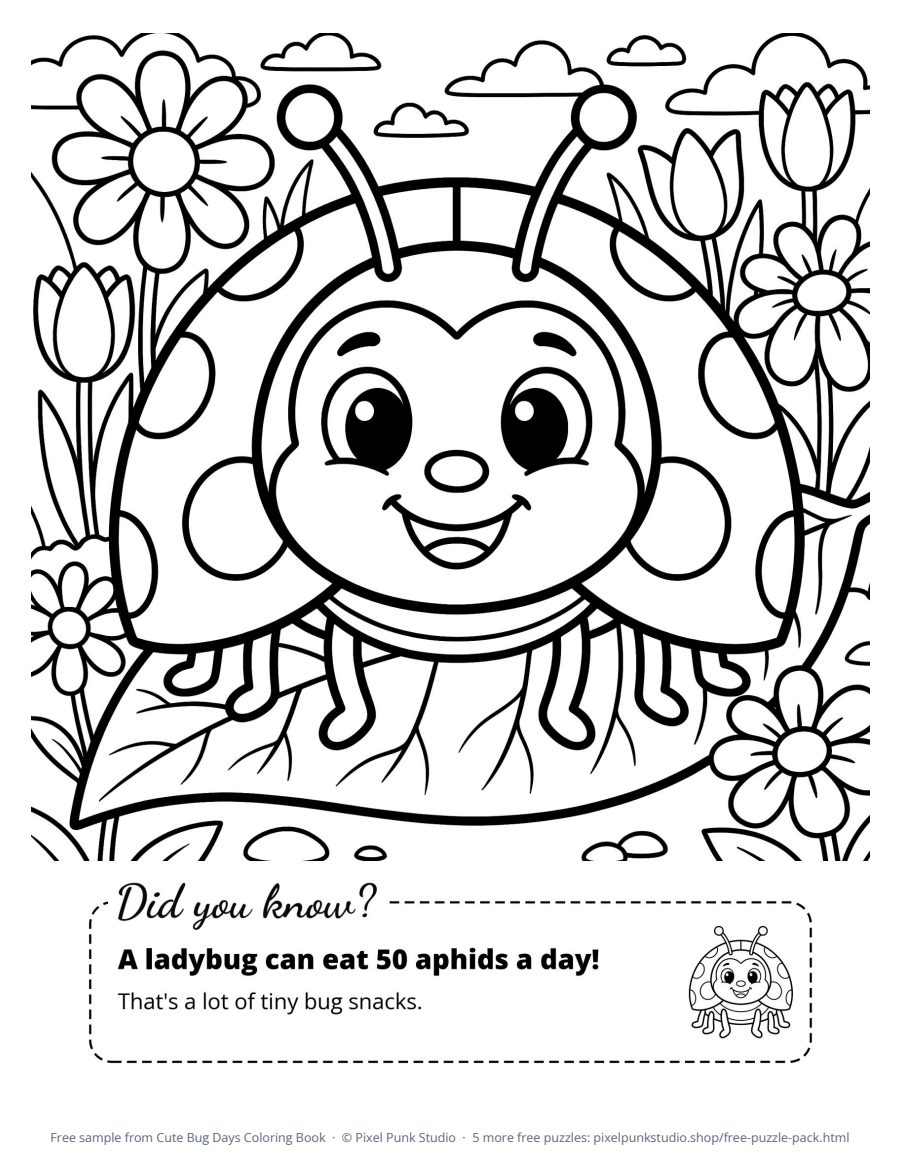 Did you know?
A ladybug can eat 50 aphids a day!
That's a lot of tiny bug snacks.
Free sample from Cute Bug Days Coloring Book · © Pixel Punk Studio · 5 more free puzzles: pixelpunkstudio.shop/free-puzzle-pack.html